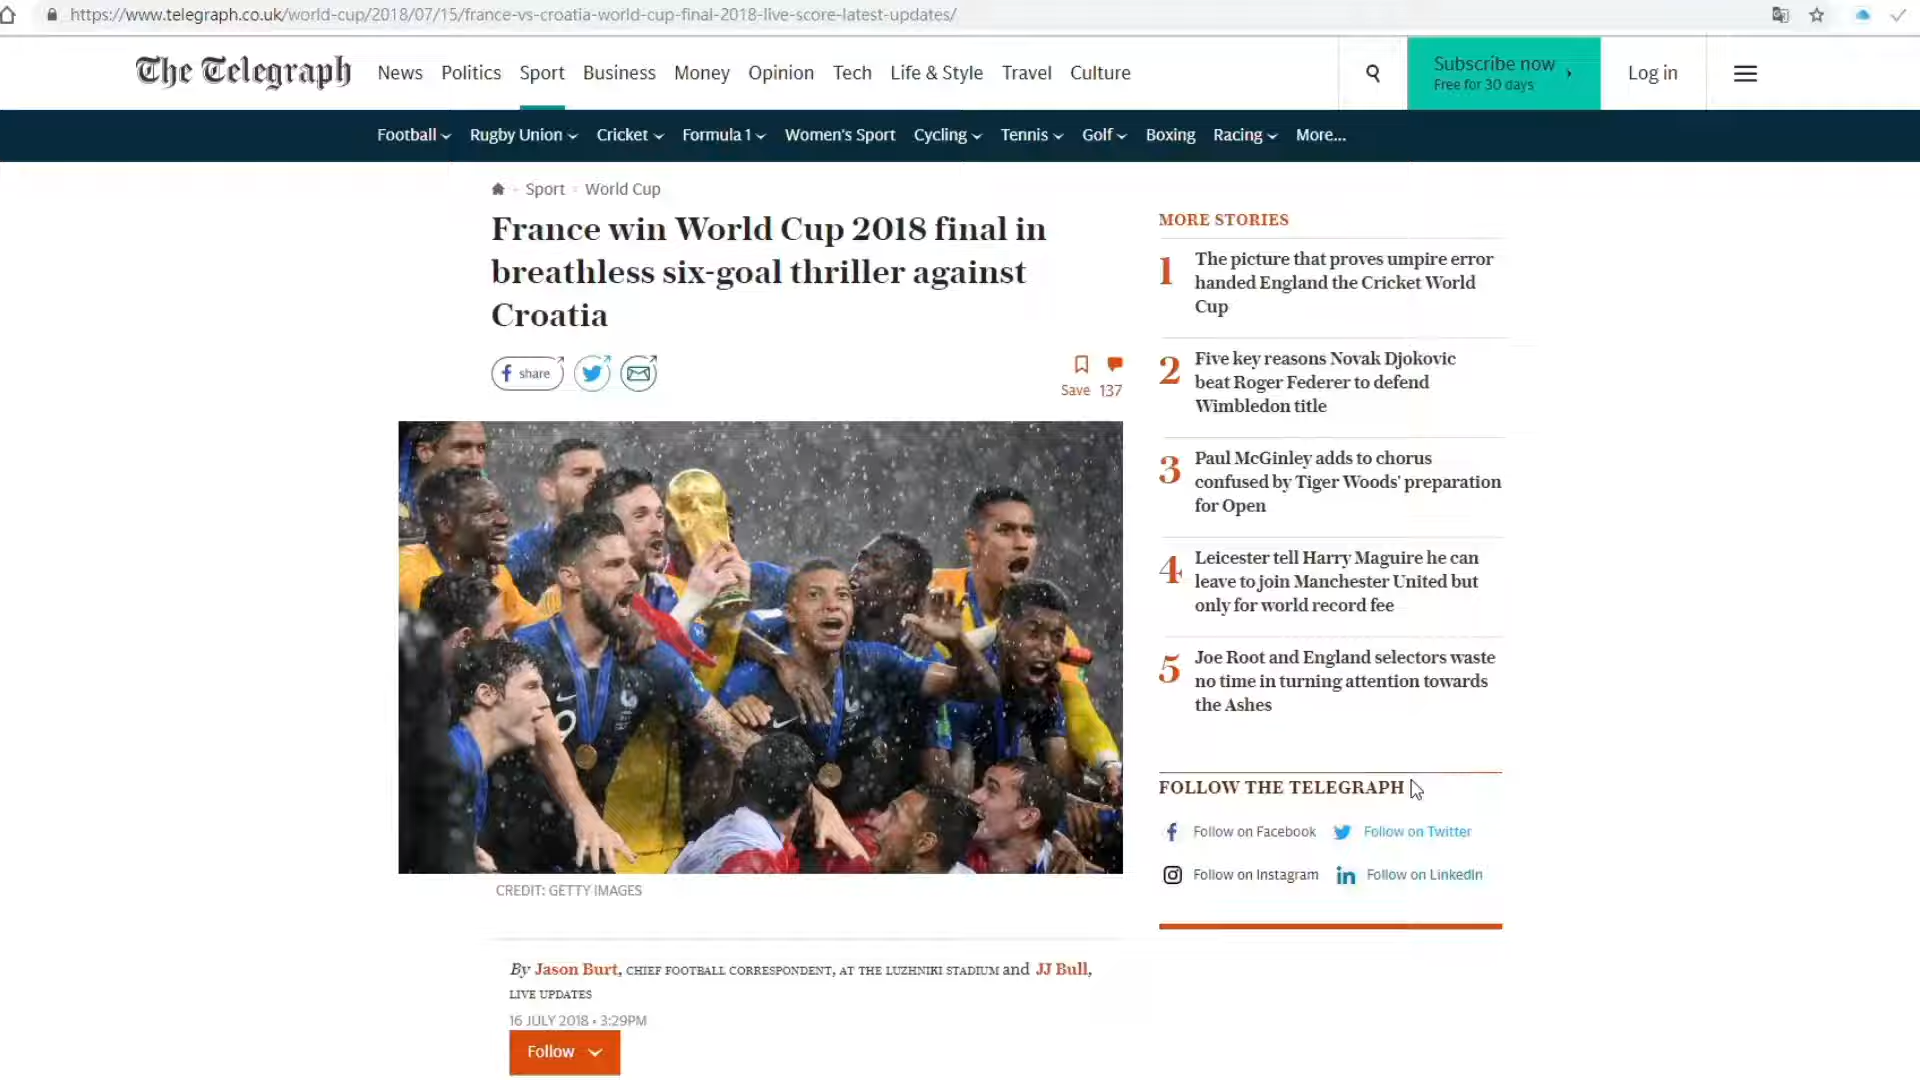 https://www.telegraph.co.uk/world-cup/2018/07/15/france-vs-croatia-world-cup-final-2018-live-score-latest-updates/
The Telegraph
News Politics Sport Business Money Opinion Tech Life & Style Travel Culture
Subscribe now
Free for 30 days
Log in
Football Rugby Union Cricket Formula 1 Women's Sport Cycling Tennis Golf Boxing Racing More...
Sport World Cup
France win World Cup 2018 final in
breathless six-goal thriller against
Croatia
share
Save 137
CREDIT: GETTY IMAGES
By Jason Burt, CHIEF FOOTBALL CORRESPONDENT, AT THE LUZHNIKI STADIUM and JJ Bull,
LIVE UPDATES
16 JULY 2018 • 3:29PM
Follow
MORE STORIES
1
The picture that proves umpire error
handed England the Cricket World
Cup
2
Five key reasons Novak Djokovic
beat Roger Federer to defend
Wimbledon title
3
Paul McGinley adds to chorus
confused by Tiger Woods' preparation
for Open
4
Leicester tell Harry Maguire he can
leave to join Manchester United but
only for world record fee
5
Joe Root and England selectors waste
no time in turning attention towards
the Ashes
FOLLOW THE TELEGRAPH
Follow on Facebook Follow on Twitter
Follow on Instagram Follow on LinkedIn